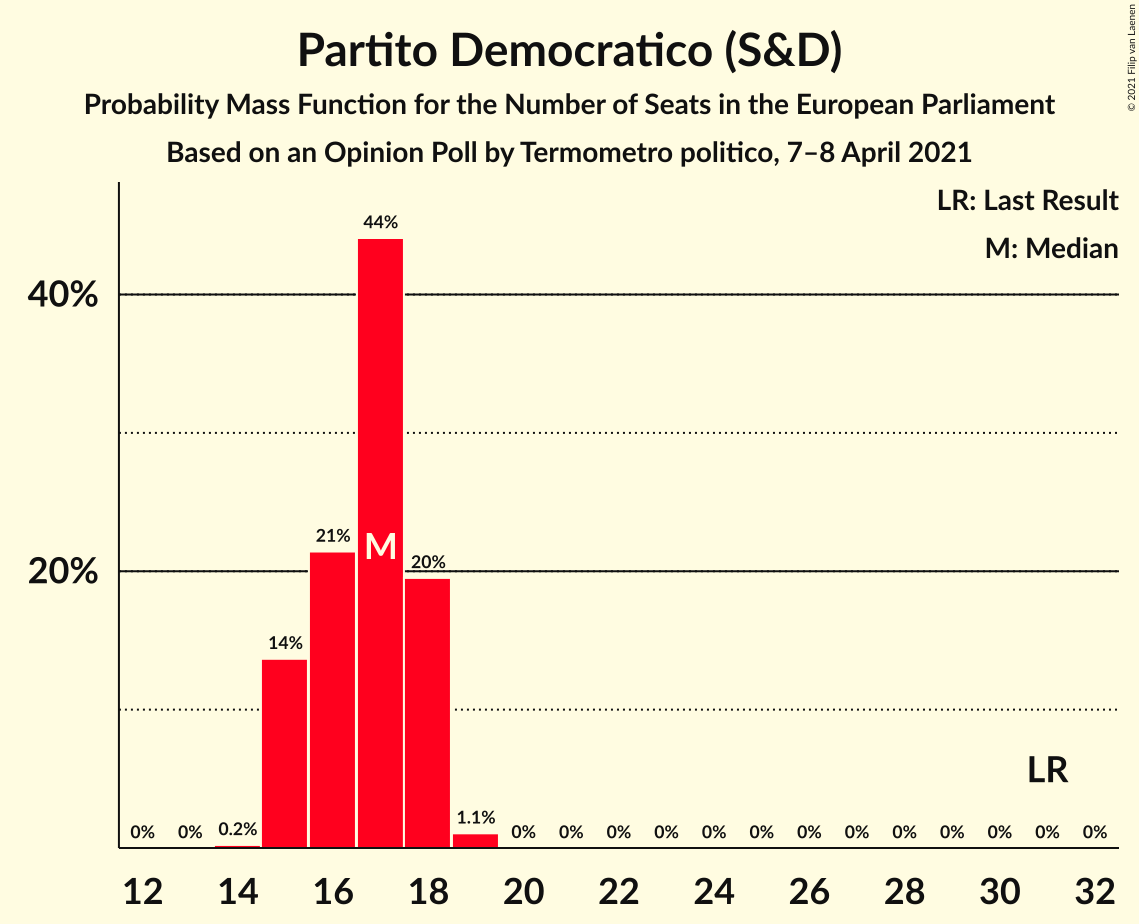 Partito Democratico (S&D)
Probability Mass Function for the Number of Seats in the European Parliament
Based on an Opinion Poll by Termometro politico, 7–8 April 2021
© 2021 Filip van Laenen
LR: Last Result
M: Median
40%
20%
0%
0%
0.2%
14%
21%
44%
M
20%
1.1%
0%
0%
0%
0%
0%
0%
0%
0%
0%
0%
0%
0%
0%
LR
12 14 16 18 20 22 24 26 28 30 32